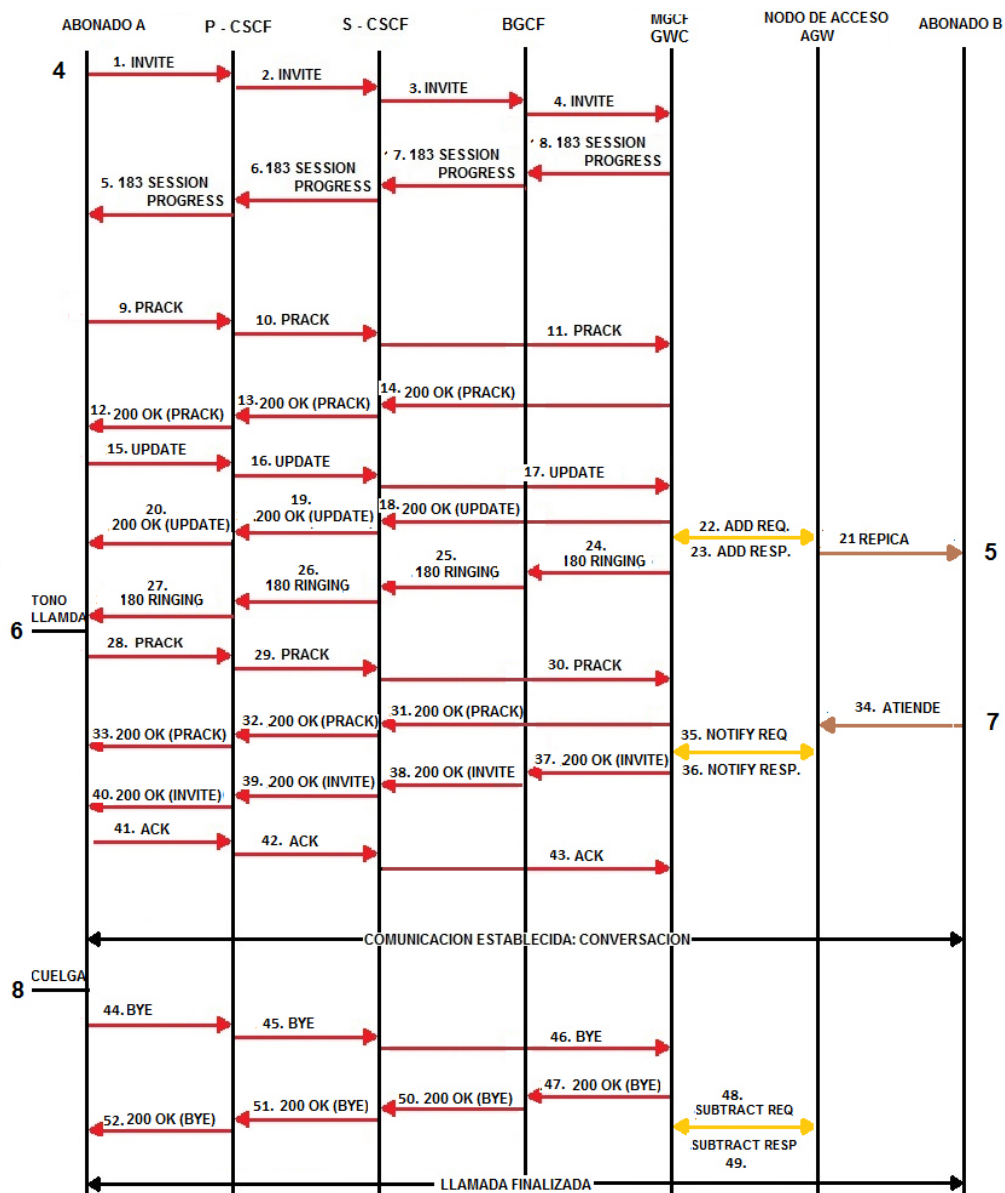 ABONADO A
P - CSCF
S - CSCF
BGCF
MGCF
GWC
NODO DE ACCESO
AGW
ABONADO B
4
1. INVITE
2. INVITE
3. INVITE
4. INVITE
8. 183 SESSION
PROGRESS
7. 183 SESSION
PROGRESS
6. 183 SESSION
PROGRESS
5. 183 SESSION
PROGRESS
9. PRACK
10. PRACK
11. PRACK
14. 200 OK (PRACK)
13. 200 OK (PRACK)
12. 200 OK (PRACK)
15. UPDATE
16. UPDATE
17. UPDATE
18. 200 OK (UPDATE)
19.
200 OK (UPDATE)
20.
200 OK (UPDATE)
22. ADD REQ.
23. ADD RESP.
21 REPICA
5
24.
180 RINGING
25.
180 RINGING
26.
180 RINGING
27.
180 RINGING
TONO
LLAMDA
6
28. PRACK
29. PRACK
30. PRACK
31. 200 OK (PRACK)
32. 200 OK (PRACK)
33. 200 OK (PRACK)
34. ATIENDE
7
35. NOTIFY REQ
36. NOTIFY RESP.
37. 200 OK (INVITE)
38. 200 OK (INVITE
39. 200 OK (INVITE)
40. 200 OK (INVITE)
41. ACK
42. ACK
43. ACK
COMUNICACION ESTABLECIDA: CONVERSACION
CUELGA
8
44. BYE
45. BYE
46. BYE
47. 200 OK (BYE)
48.
SUBTRACT REQ
50. 200 OK (BYE)
51. 200 OK (BYE)
52. 200 OK (BYE)
SUBTRACT RESP
49.
LLAMADA FINALIZADA